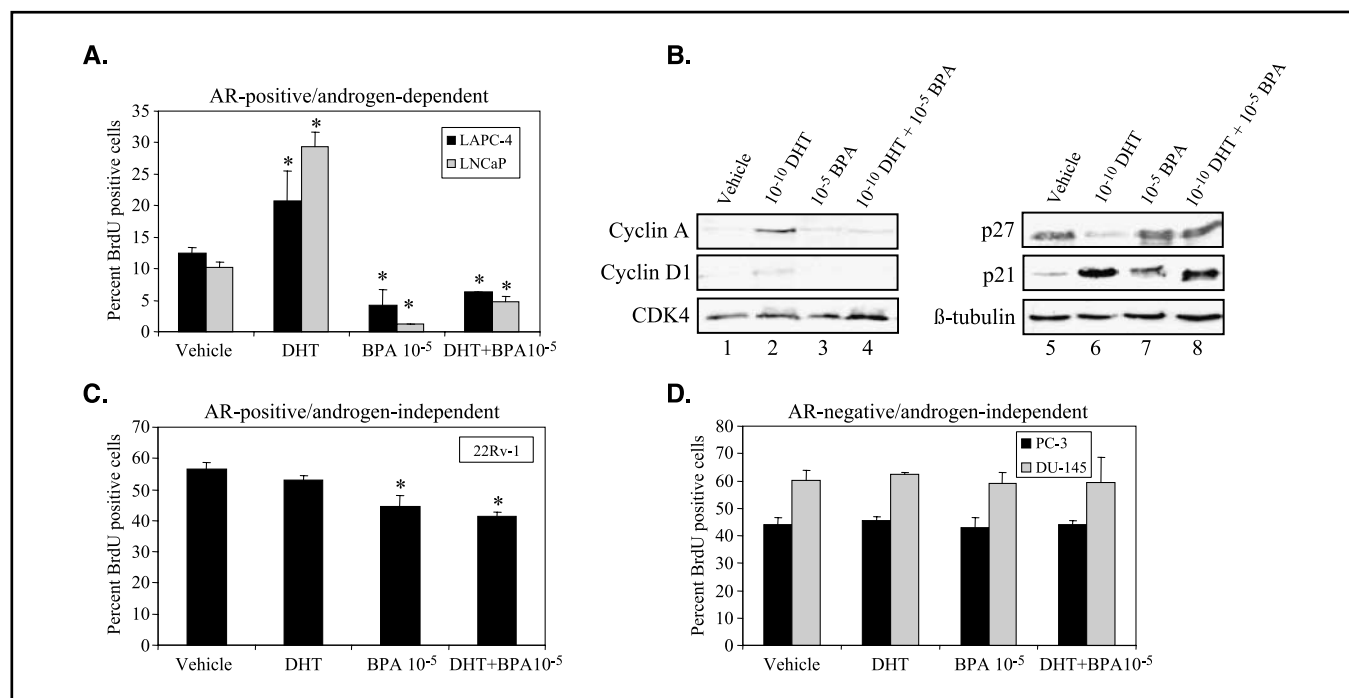 A.
AR-positive/androgen-dependent
Percent BrdU positive cells
35
30
25
20
15
10
5
0
LAPC-4
LNCaP
* * * * * *
Vehicle DHT BPA 10⁻⁵ DHT+BPA10⁻⁵
B.
Vehicle
10⁻¹⁰ DHT
10⁻⁵ BPA
10⁻¹⁰ DHT + 10⁻⁵ BPA
Cyclin A
Cyclin D1
CDK4
1 2 3 4
Vehicle
10⁻¹⁰ DHT
10⁻⁵ BPA
10⁻¹⁰ DHT + 10⁻⁵ BPA
p27
p21
ß-tubulin
5 6 7 8
C.
AR-positive/androgen-independent
Percent BrdU positive cells
70
60
50
40
30
20
10
0
22Rv-1
* *
Vehicle DHT BPA 10⁻⁵ DHT+BPA10⁻⁵
D.
AR-negative/androgen-independent
Percent BrdU positive cells
80
70
60
50
40
30
20
10
0
PC-3
DU-145
Vehicle DHT BPA 10⁻⁵ DHT+BPA10⁻⁵